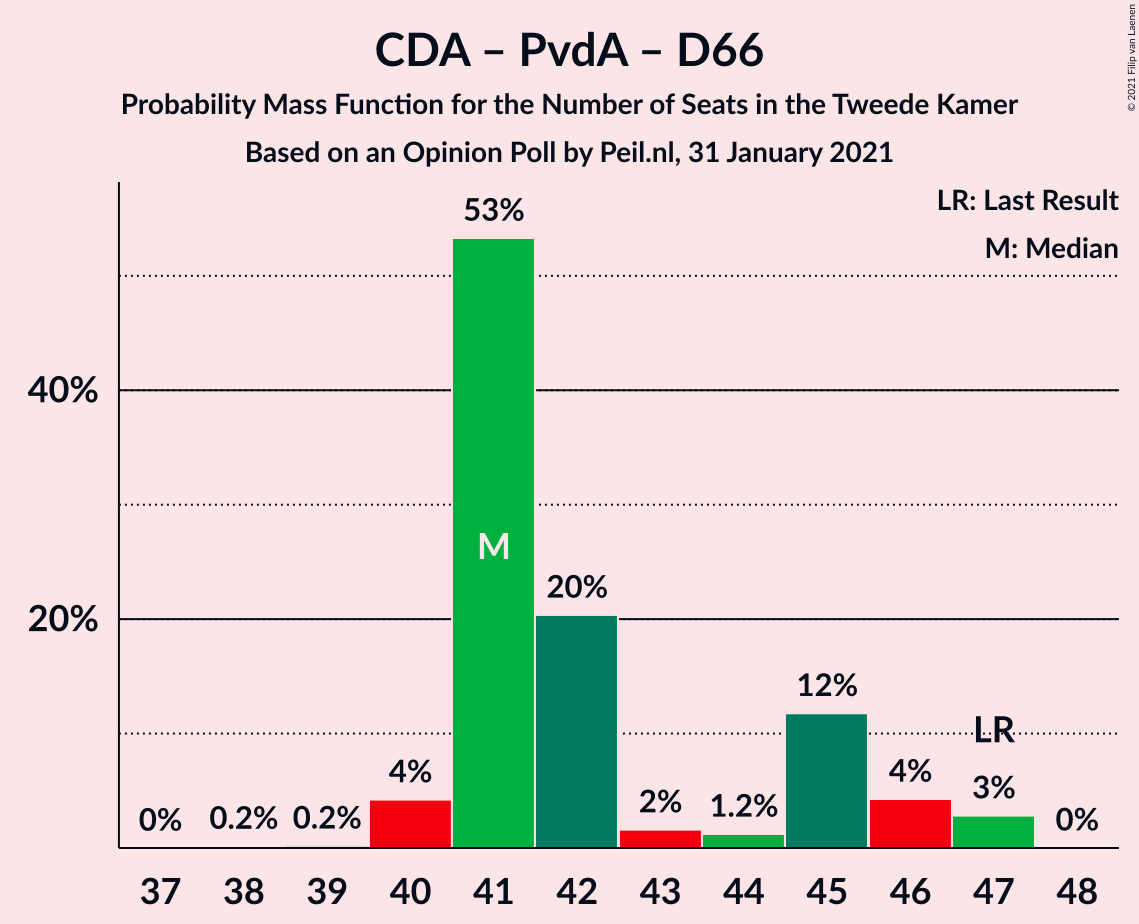 CDA – PvdA – D66
Probability Mass Function for the Number of Seats in the Tweede Kamer
Based on an Opinion Poll by Peil.nl, 31 January 2021
© 2021 Filip van Laenen
LR: Last Result
M: Median
40%
20%
0%
0.2%
0.2%
4%
53%
M
20%
2%
1.2%
12%
4%
LR
3%
0%
37 38 39 40 41 42 43 44 45 46 47 48